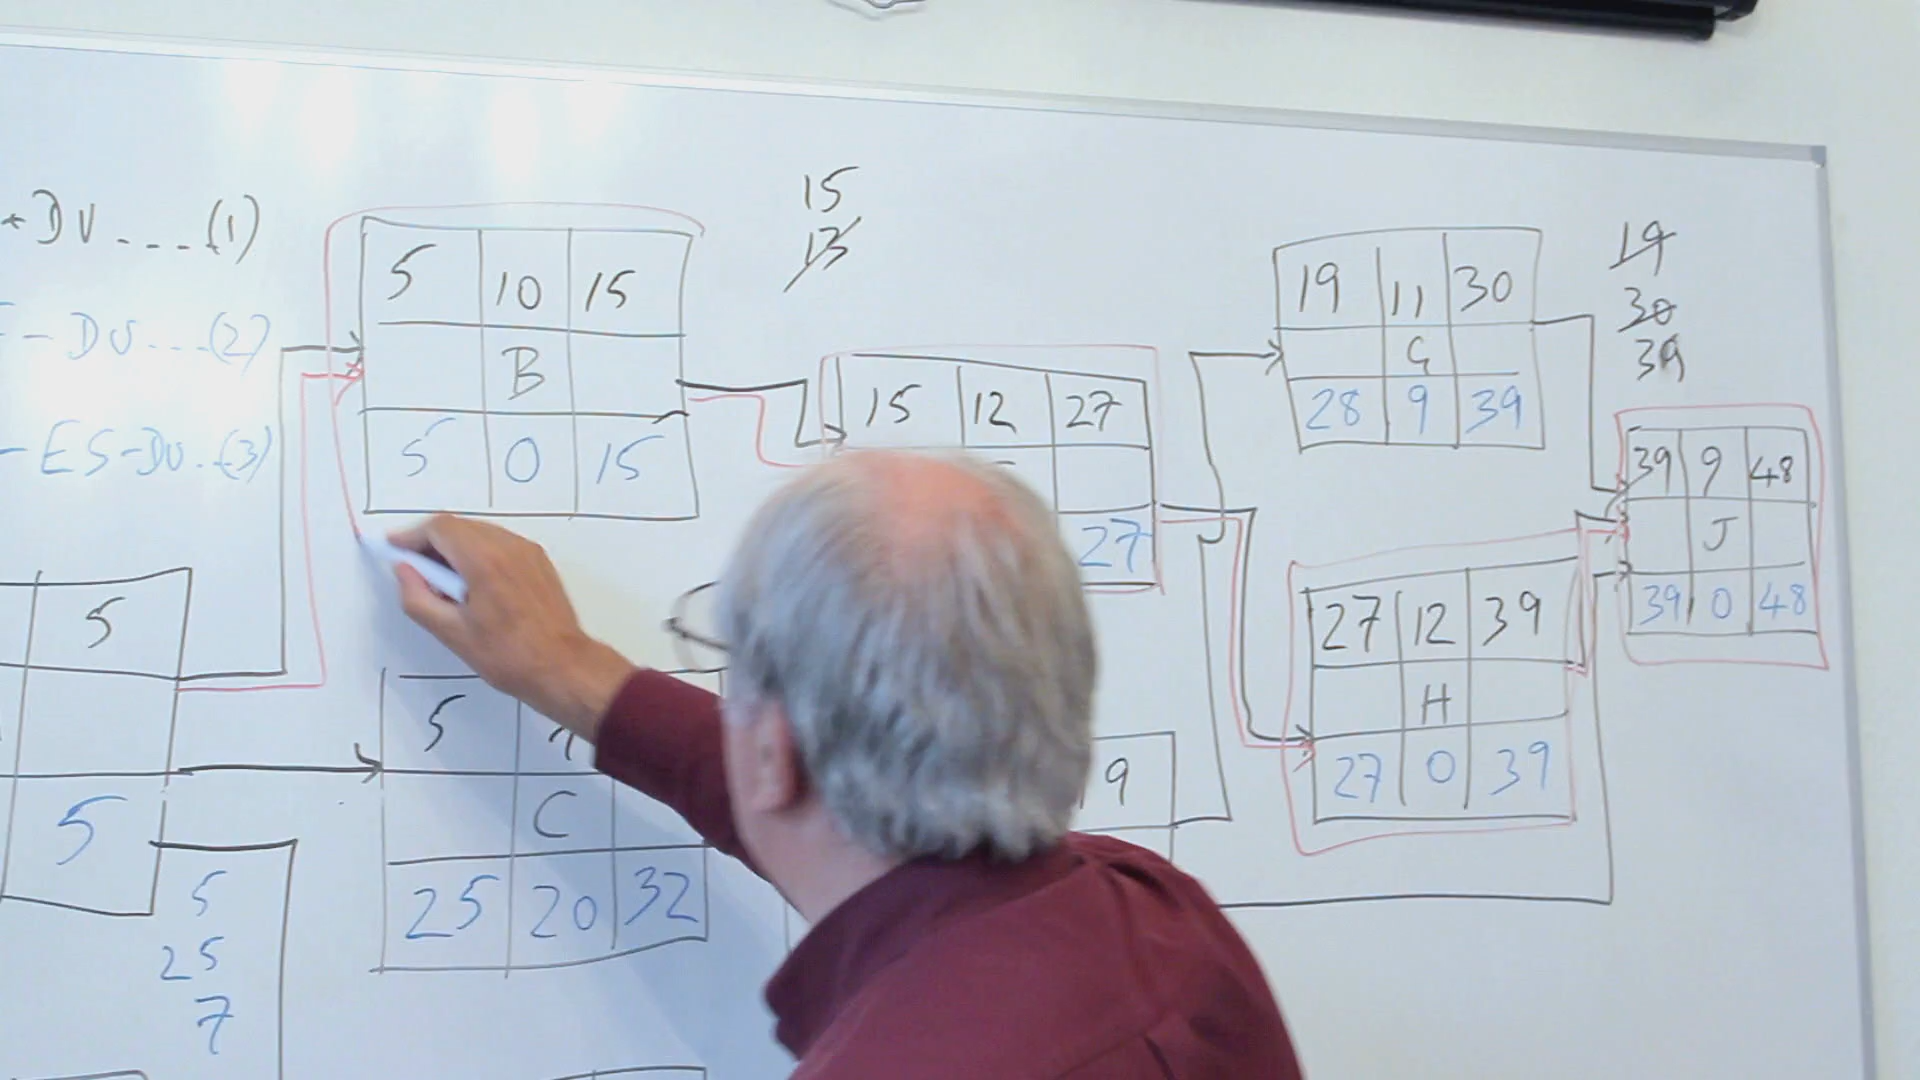 +DU....(1)
-DU...(2)
-ES-DU..(3)
5
5
5
25
7
5 10 15
B
5 0 15
15
13
15 12 27
27
5
C
25 20 32
9
19 11 30
G
28 9 39
19
30
39
27 12 39
H
27 0 39
39 9 48
J
39 0 48